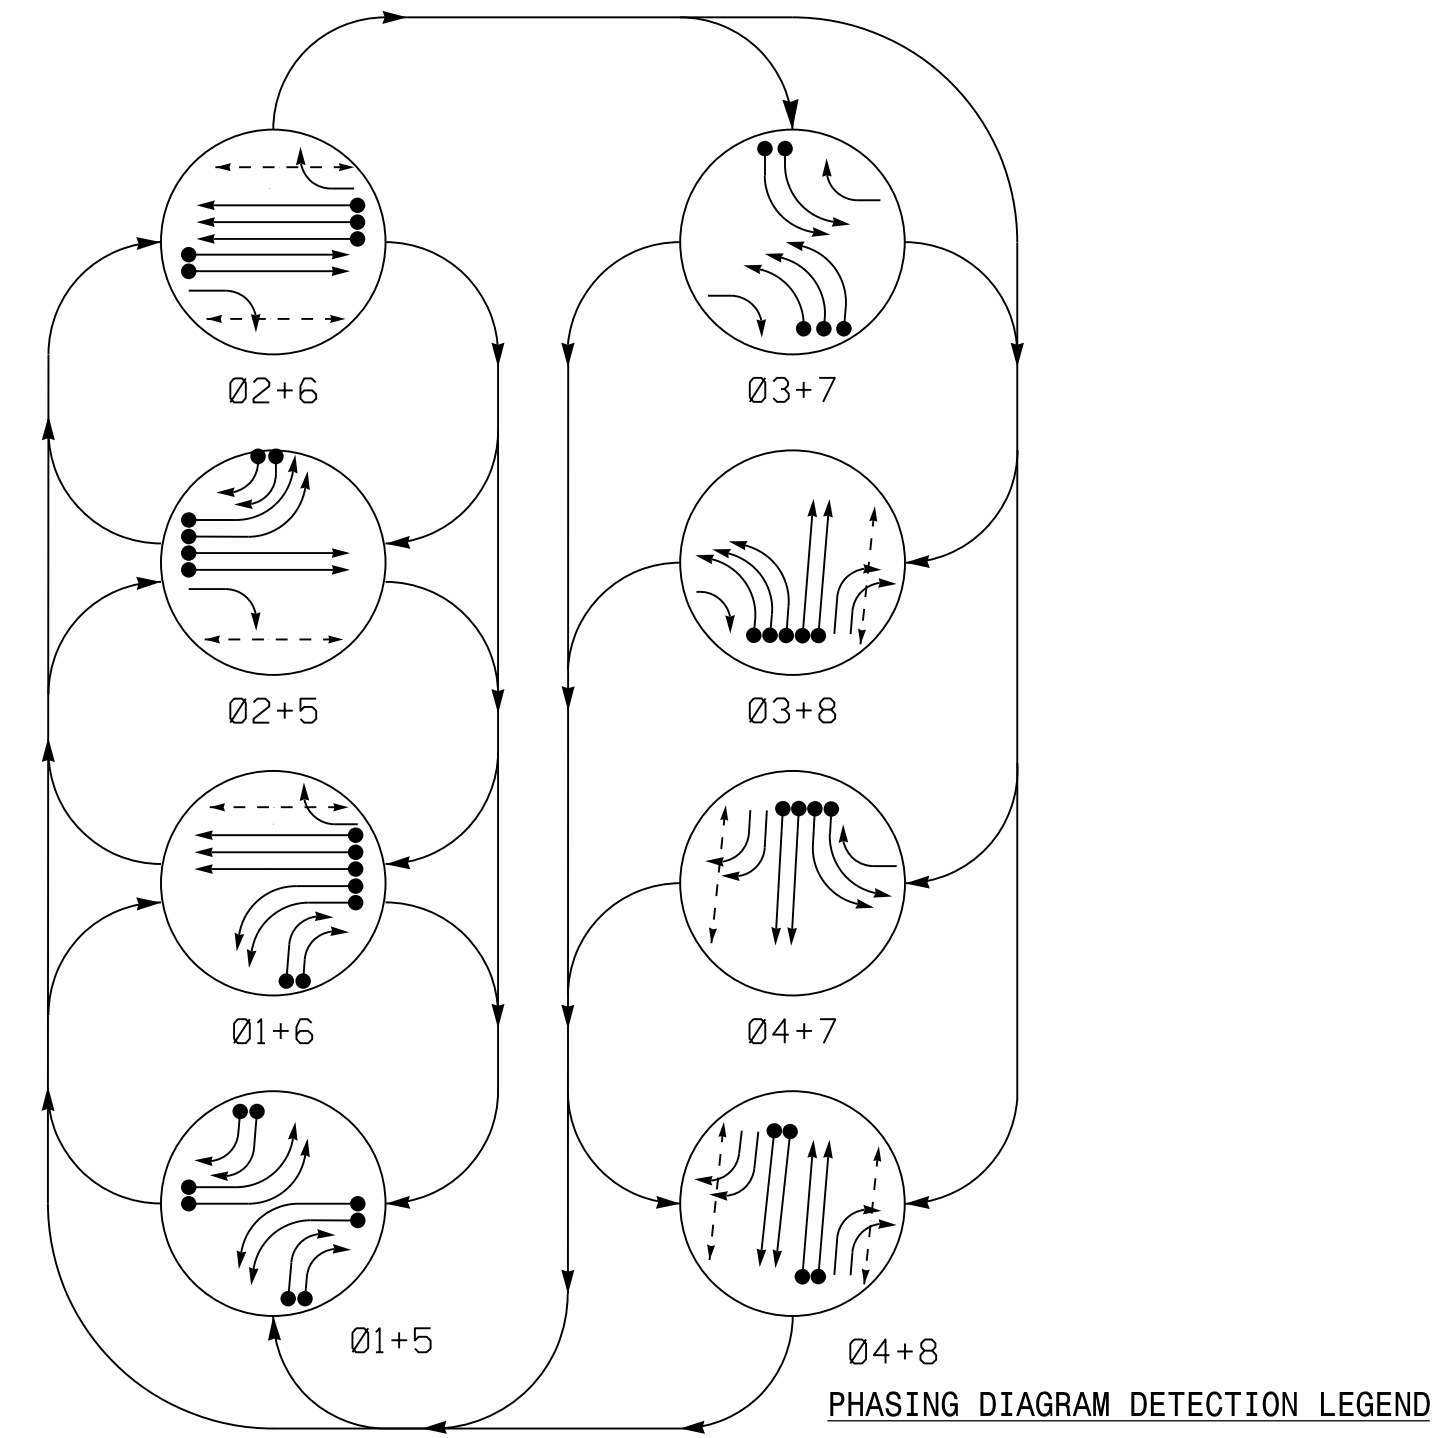 Ø2+6
Ø3+7
Ø2+5
Ø3+8
Ø1+6
Ø4+7
Ø1+5
Ø4+8
PHASING DIAGRAM DETECTION LEGEND